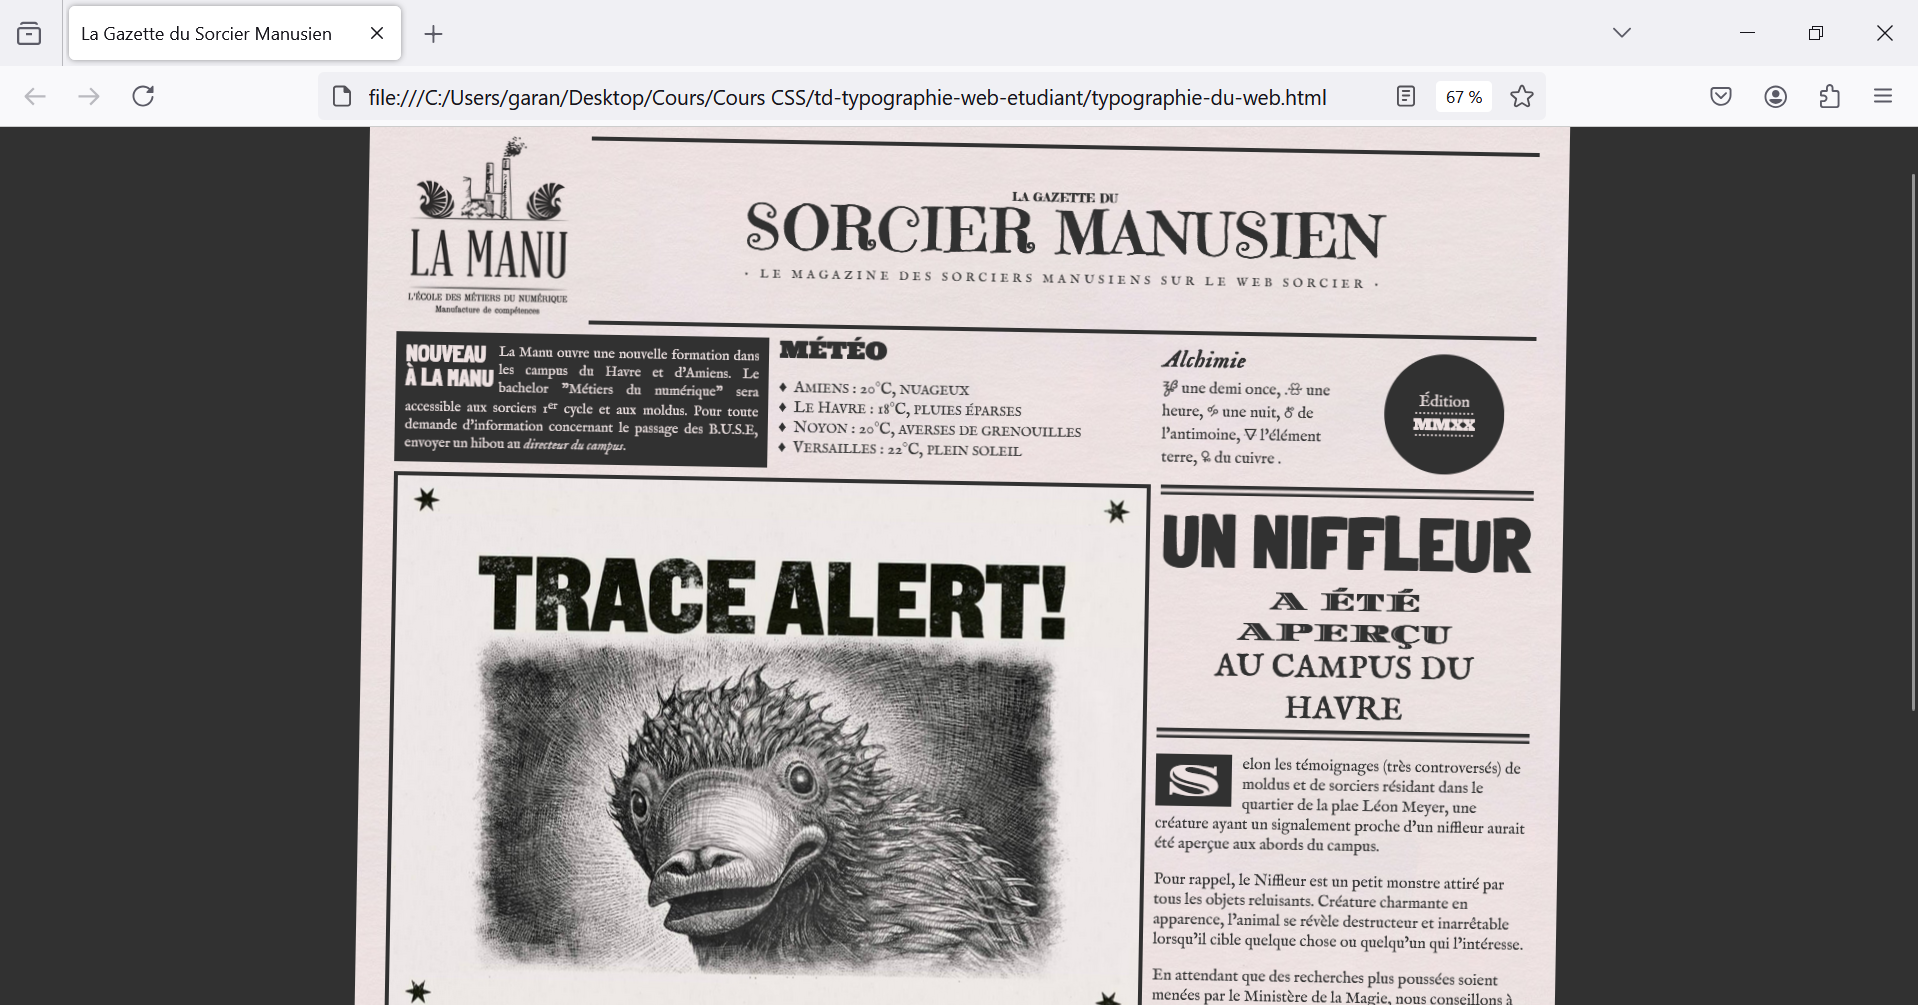 La Gazette du Sorcier Manusien
file:///C:/Users/garan/Desktop/Cours/Cours CSS/td-typographie-web-etudiant/typographie-du-web.html
67 %
LA MANU
L'ÉCOLE DES MÉTIERS DU NUMÉRIQUE
Manufacture de compétences
LA GAZETTE DU
SORCIER MANUSIEN
· LE MAGAZINE DES SORCIERS MANUSIENS SUR LE WEB SORCIER ·
NOUVEAU
À LA MANU
La Manu ouvre une nouvelle formation dans
les campus du Havre et d'Amiens. Le
bachelor "Métiers du numérique" sera
accessible aux sorciers 1er cycle et aux moldus. Pour toute
demande d'information concernant le passage des B.U.S.E,
envoyer un hibou au directeur du campus.
MÉTÉO
♦ AMIENS : 20°C, NUAGEUX
♦ LE HAVRE : 18°C, PLUIES ÉPARSES
♦ NOYON : 20°C, AVERSES DE GRENOUILLES
♦ VERSAILLES : 22°C, PLEIN SOLEIL
Alchimie
une demi once, . une
heure, une nuit, de
l'antimoine, 🜄 l'élément
terre, ♀ du cuivre .
Édition
MMXX
TRACE ALERT!
UN NIFFLEUR
A ÉTÉ
APERÇU
AU CAMPUS DU
HAVRE
Selon les témoignages (très controversés) de
moldus et de sorciers résidant dans le
quartier de la plae Léon Meyer, une
créature ayant un signalement proche d'un niffleur aurait
été aperçue aux abords du campus.
Pour rappel, le Niffleur est un petit monstre attiré par
tous les objets reluisants. Créature charmante en
apparence, l'animal se révèle destructeur et inarrêtable
lorsqu'il cible quelque chose ou quelqu'un qui l'intéresse.
En attendant que des recherches plus poussées soient
menées par le Ministère de la Magie, nous conseillons à